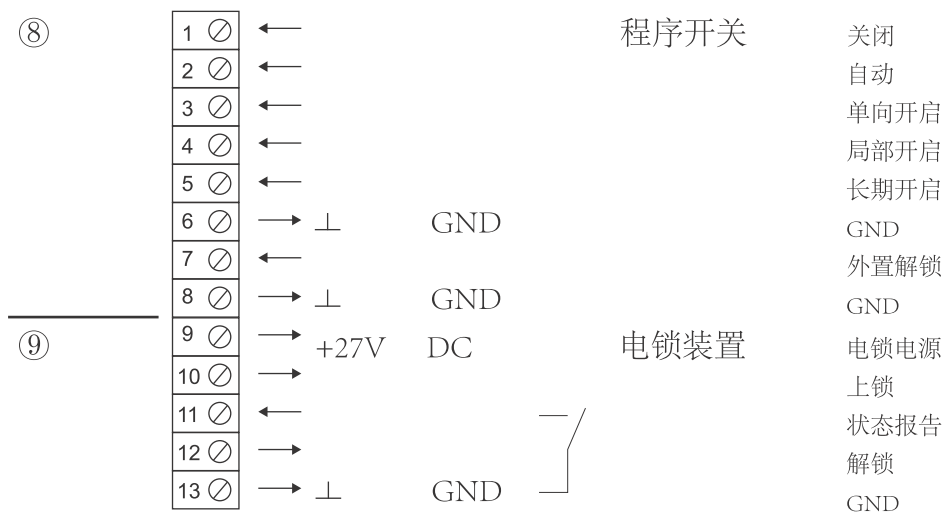 ⑧ 1 程序开关 关闭
2 自动
3 单向开启
4 局部开启
5 长期开启
6 GND GND
7 外置解锁
8 GND GND
⑨ 9 +27V DC 电锁装置 电锁电源
10 上锁
11 状态报告
12 解锁
13 GND GND